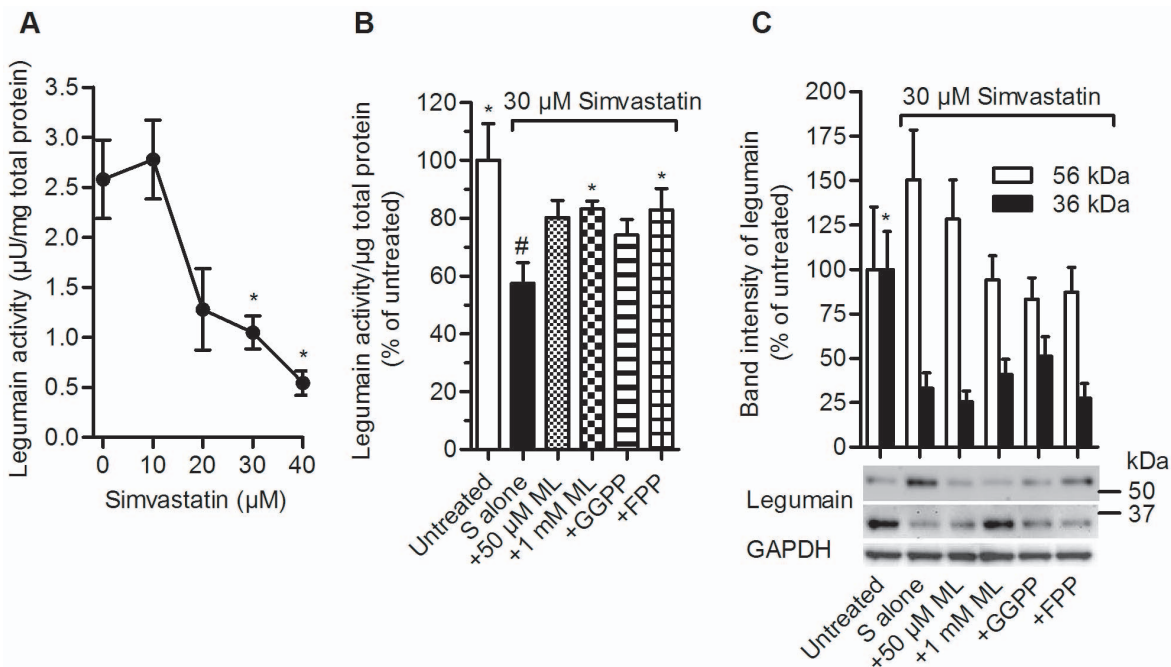 A
Legumain activity (µU/mg total protein)
3.5
3.0
2.5
2.0
1.5
1.0
0.5
0.0
*
*
0 10 20 30 40
Simvastatin (µM)
B
Legumain activity/µg total protein
(% of untreated)
30 µM Simvastatin
120
100
80
60
40
20
0
*
#
*
*
Untreated
S alone
+50 µM ML
+1 mM ML
+GGPP
+FPP
C
Band intensity of legumain
(% of untreated)
30 µM Simvastatin
200
175
150
125
100
75
50
25
0
*
56 kDa
36 kDa
kDa
Legumain
50
37
GAPDH
Untreated
S alone
+50 µM ML
+1 mM ML
+GGPP
+FPP